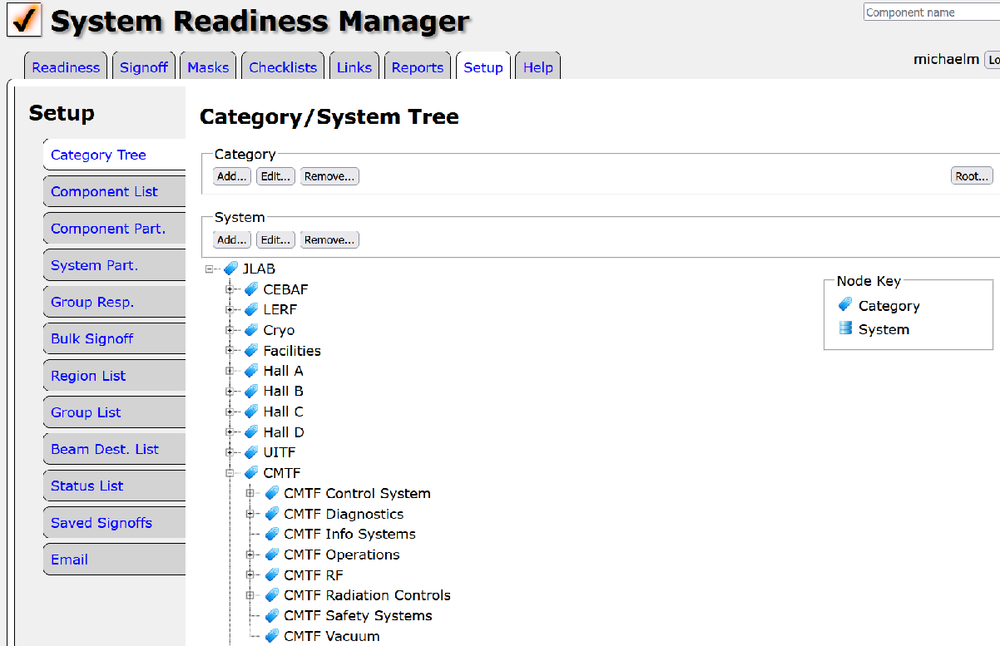 System Readiness Manager
Component name
Readiness Signoff Masks Checklists Links Reports Setup Help
michaelm
Setup
Category Tree
Component List
Component Part.
System Part.
Group Resp.
Bulk Signoff
Region List
Group List
Beam Dest. List
Status List
Saved Signoffs
Email
Category/System Tree
Category
Add... Edit... Remove... Root...
System
Add... Edit... Remove...
JLAB
CEBAF
LERF
Cryo
Facilities
Hall A
Hall B
Hall C
Hall D
UITF
CMTF
CMTF Control System
CMTF Diagnostics
CMTF Info Systems
CMTF Operations
CMTF RF
CMTF Radiation Controls
CMTF Safety Systems
CMTF Vacuum
Node Key
Category
System